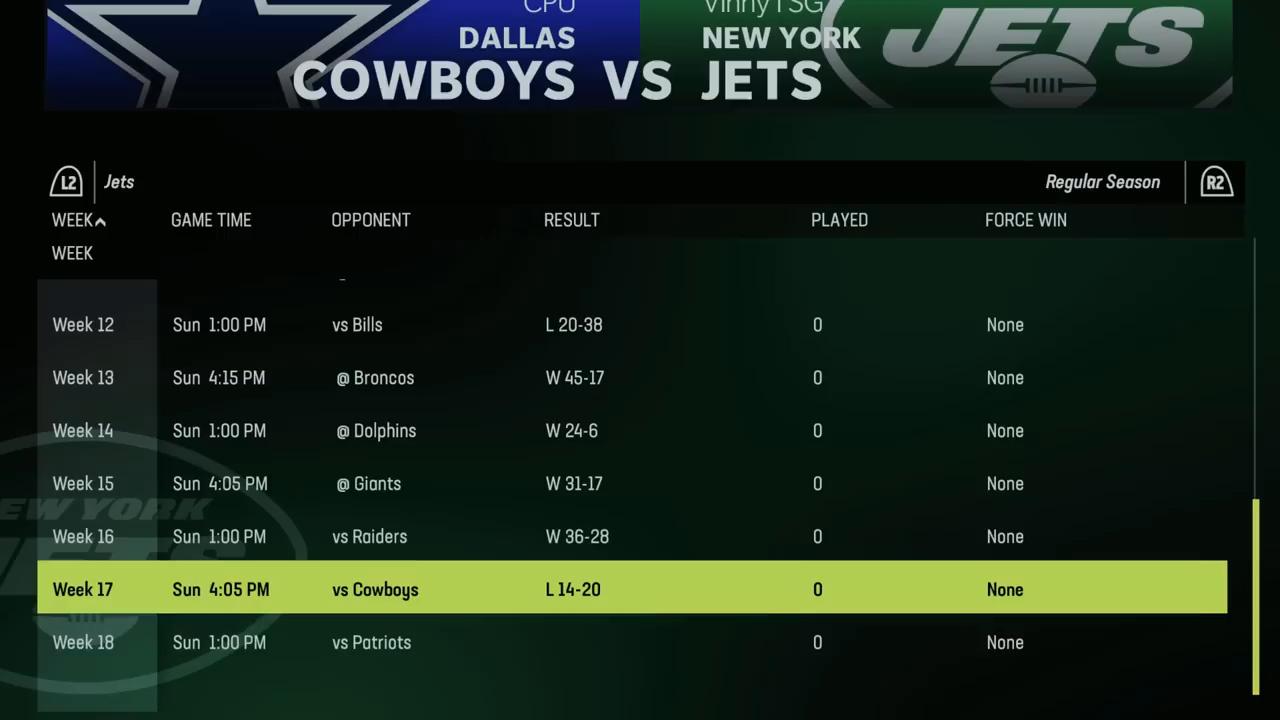 CPU VinnyTSG
DALLAS NEW YORK
COWBOYS VS JETS
JETS
L2 Jets Regular Season R2
WEEK GAME TIME OPPONENT RESULT PLAYED FORCE WIN
WEEK
Week 12 Sun 1:00 PM vs Bills L 20-38 0 None
Week 13 Sun 4:15 PM @ Broncos W 45-17 0 None
Week 14 Sun 1:00 PM @ Dolphins W 24-6 0 None
Week 15 Sun 4:05 PM @ Giants W 31-17 0 None
NEW YORK
JETS
Week 16 Sun 1:00 PM vs Raiders W 36-28 0 None
Week 17 Sun 4:05 PM vs Cowboys L 14-20 0 None
Week 18 Sun 1:00 PM vs Patriots 0 None